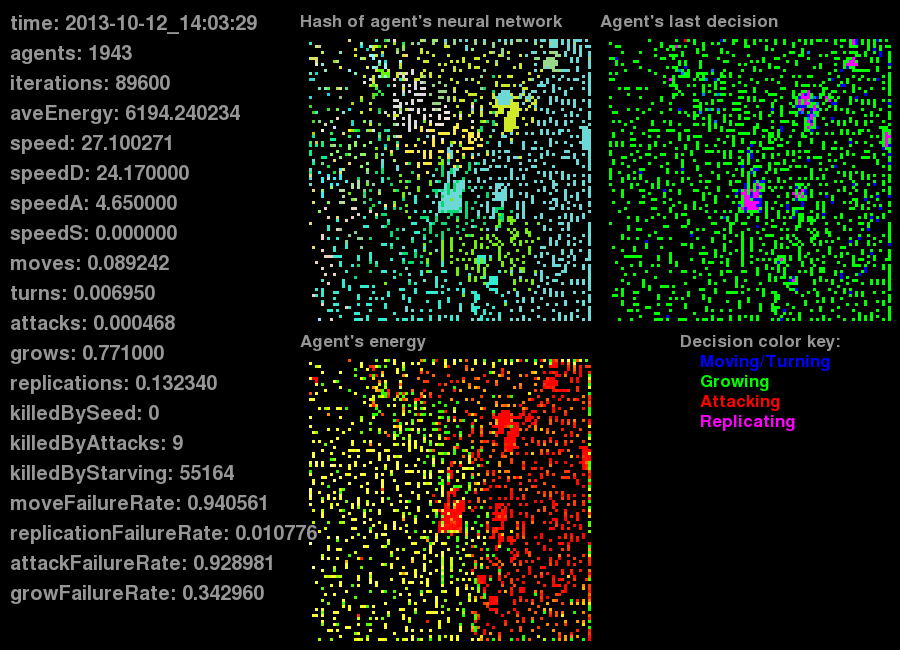 time: 2013-10-12_14:03:29
agents: 1943
iterations: 89600
aveEnergy: 6194.240234
speed: 27.100271
speedD: 24.170000
speedA: 4.650000
speedS: 0.000000
moves: 0.089242
turns: 0.006950
attacks: 0.000468
grows: 0.771000
replications: 0.132340
killedBySeed: 0
killedByAttacks: 9
killedByStarving: 55164
moveFailureRate: 0.940561
replicationFailureRate: 0.010776
attackFailureRate: 0.928981
growFailureRate: 0.342960
Hash of agent's neural network
Agent's last decision
Agent's energy
Decision color key:
Moving/Turning
Growing
Attacking
Replicating